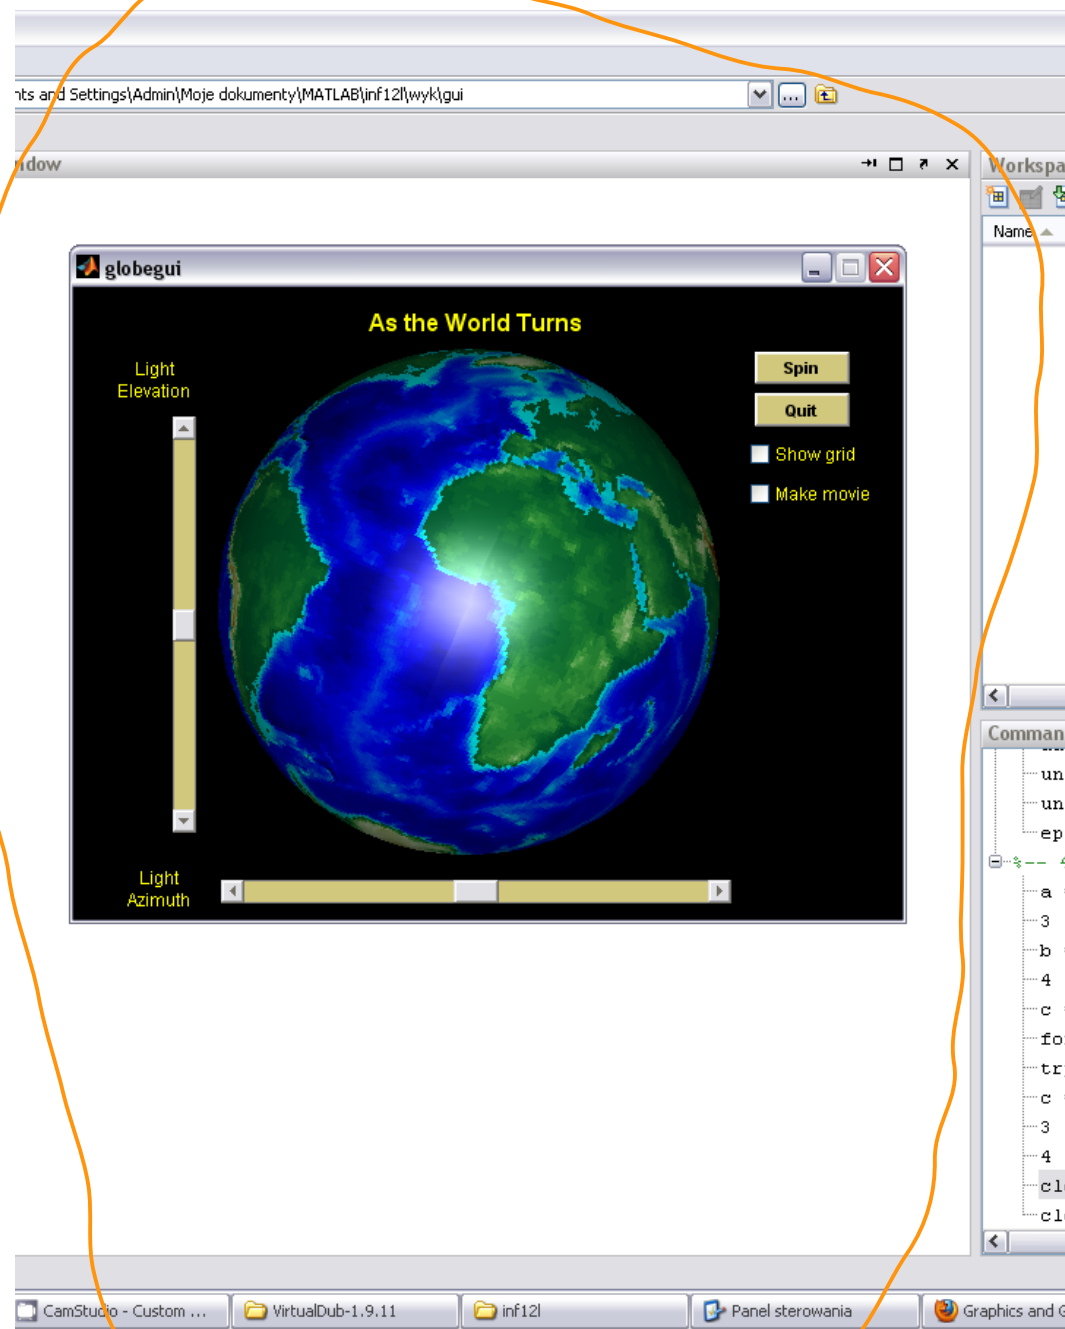 nts and Settings\Admin\Moje dokumenty\MATLAB\inf12l\wyk\gui
ndow
Workspa
Name
globegui
As the World Turns
Light
Elevation
Spin
Quit
Show grid
Make movie
Light
Azimuth
Comman
un
un
ep
%--
a
3
b
4
c
fo
tr
c
3
4
cl
cl
CamStudio - Custom ...
VirtualDub-1.9.11
inf12l
Panel sterowania
Graphics and G